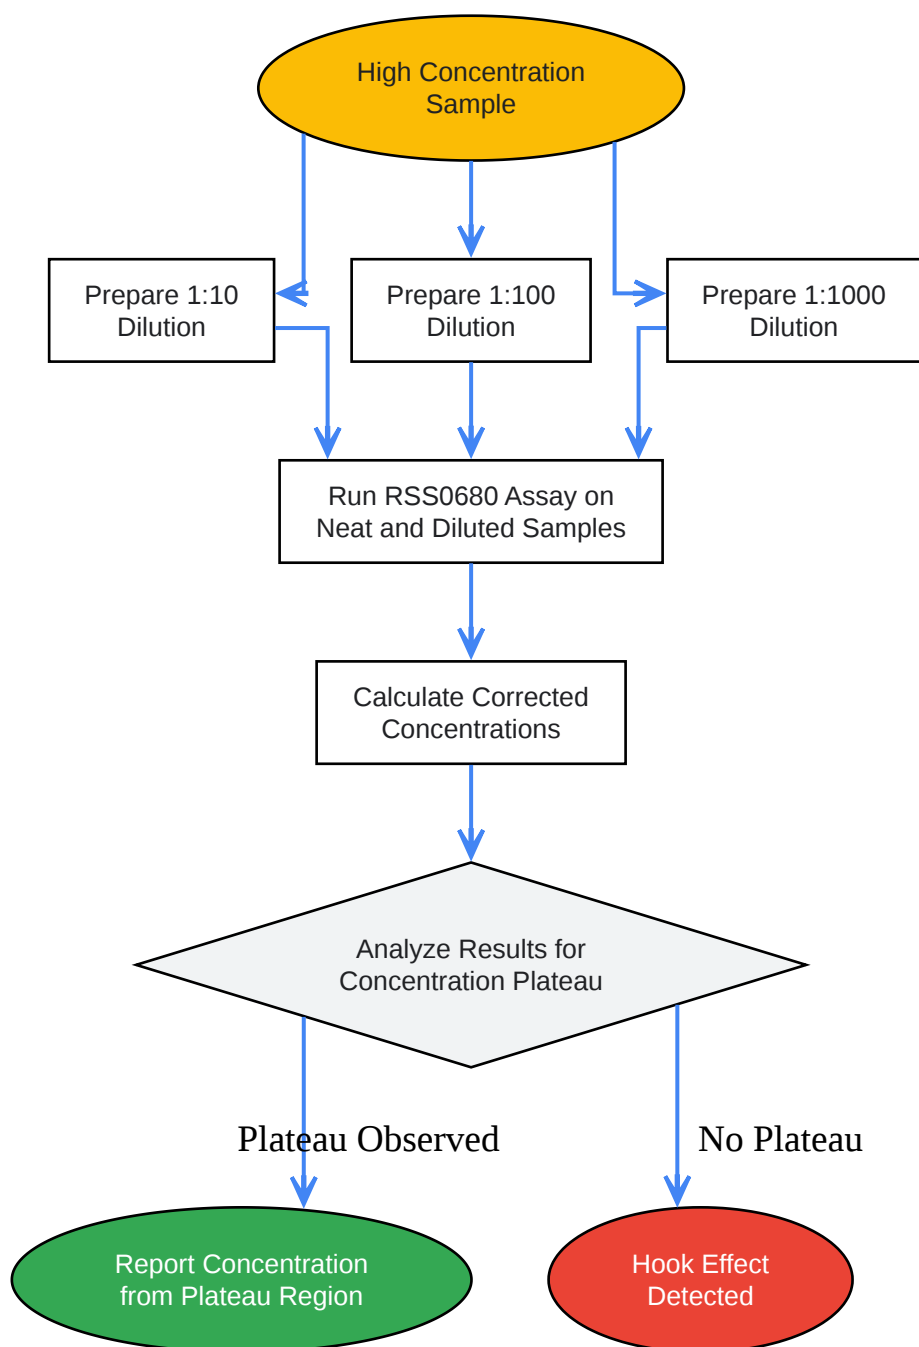 High Concentration
Sample
Prepare 1:10
Dilution
Prepare 1:100
Dilution
Prepare 1:1000
Dilution
Run RSS0680 Assay on
Neat and Diluted Samples
Calculate Corrected
Concentrations
Analyze Results for
Concentration Plateau
Plateau Observed
No Plateau
Report Concentration
from Plateau Region
Hook Effect
Detected